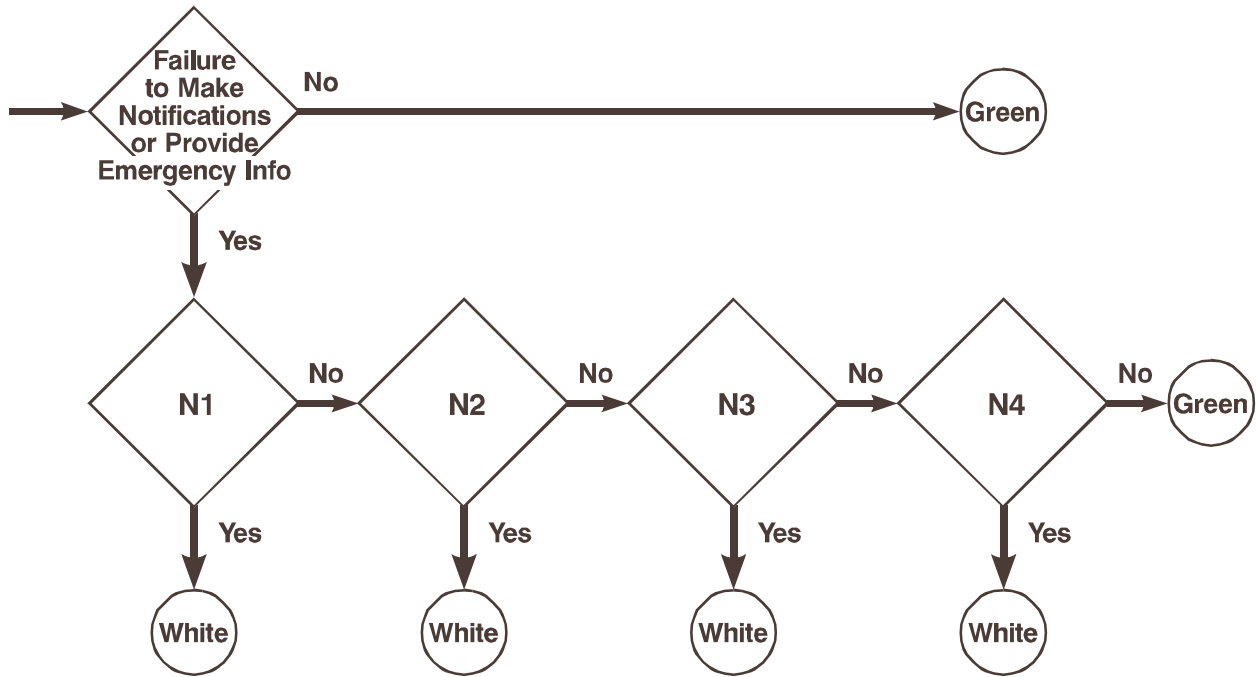 Failure
to Make
Notifications
or Provide
Emergency Info
No
Green
Yes
N1
No
N2
No
N3
No
N4
No
Green
Yes
Yes
Yes
Yes
White
White
White
White